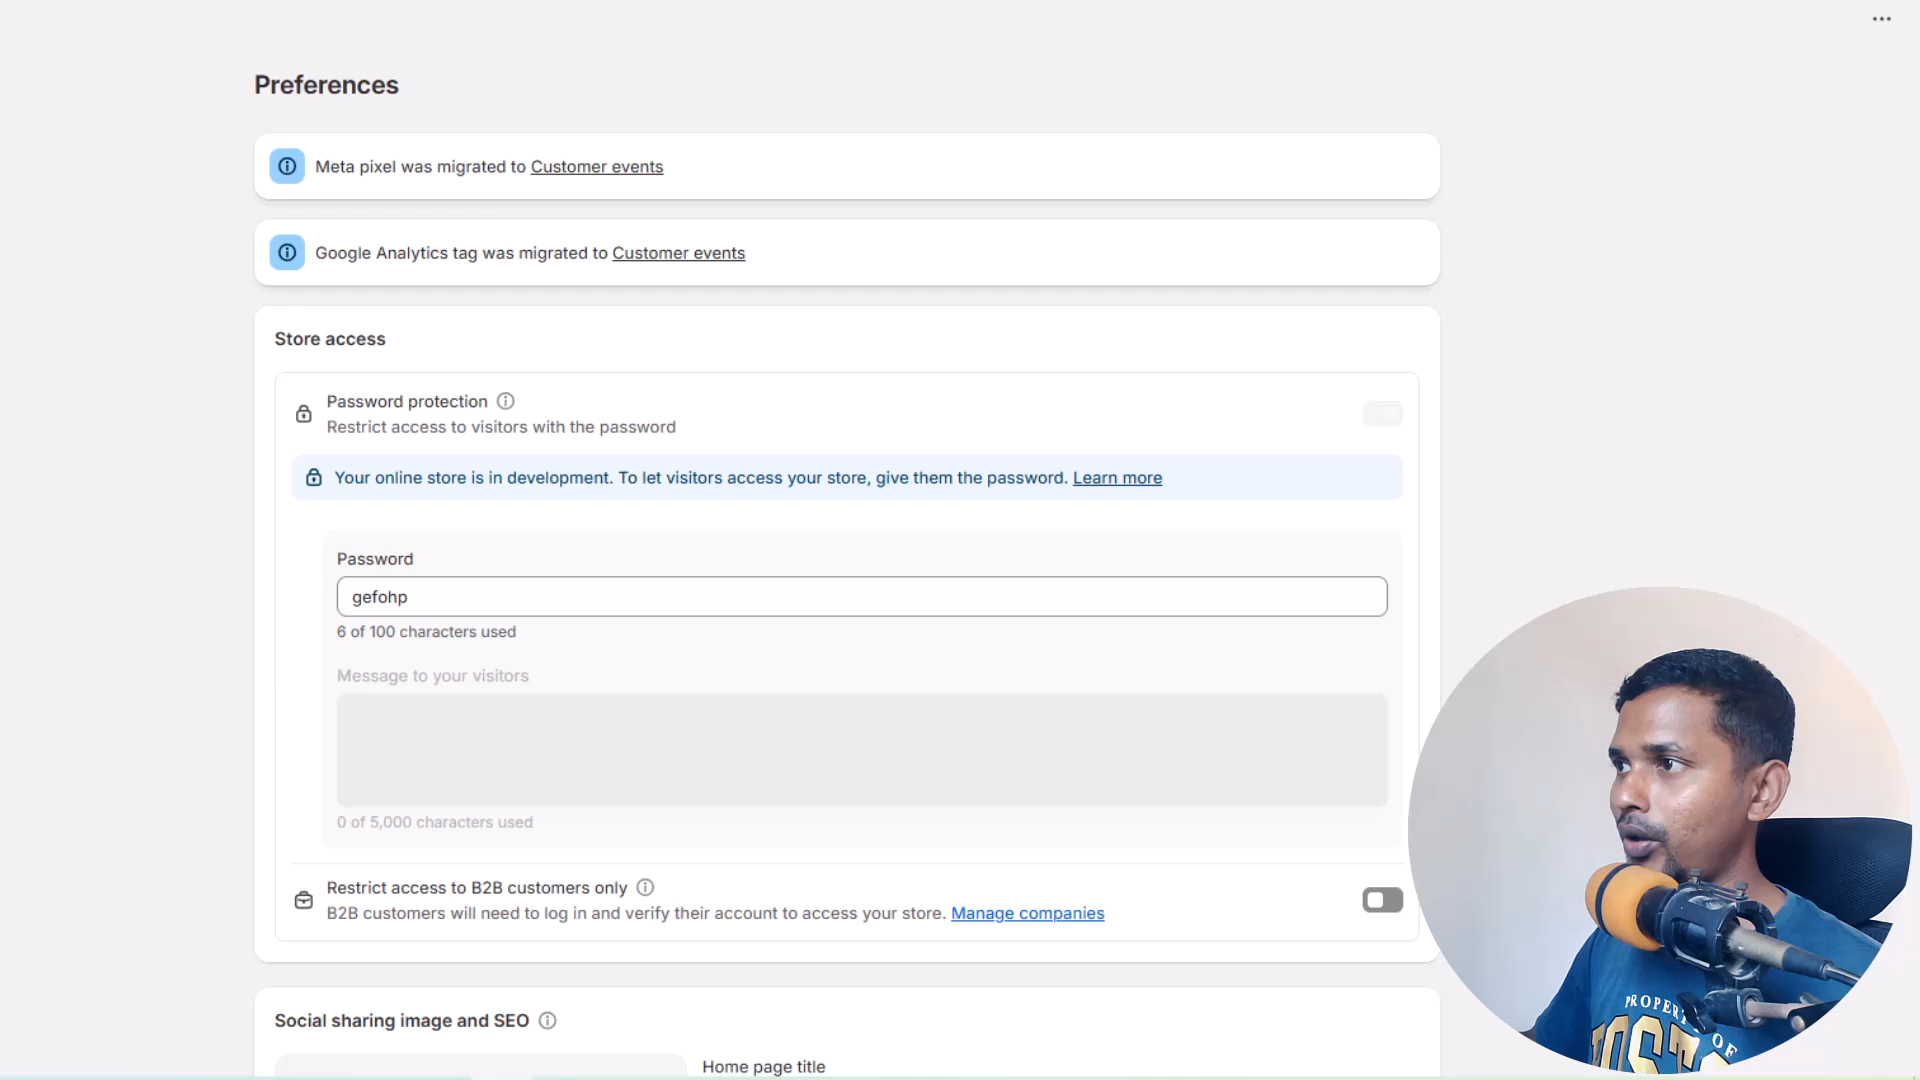 Preferences
Meta pixel was migrated to Customer events
Google Analytics tag was migrated to Customer events
Store access
Password protection
Restrict access to visitors with the password
Your online store is in development. To let visitors access your store, give them the password. Learn more
Password
gefohp
6 of 100 characters used
Message to your visitors
0 of 5,000 characters used
Restrict access to B2B customers only
B2B customers will need to log in and verify their account to access your store. Manage companies
Social sharing image and SEO
Home page title